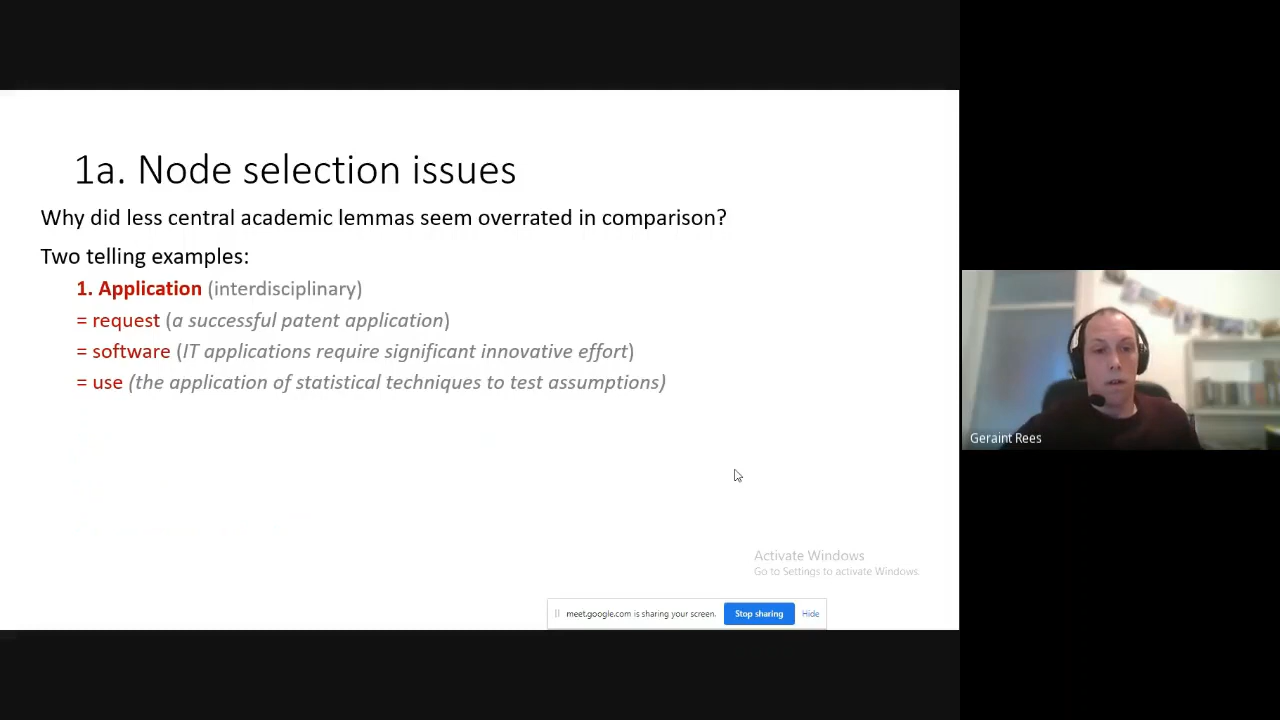 1a. Node selection issues
Why did less central academic lemmas seem overrated in comparison?
Two telling examples:
1. Application (interdisciplinary)
= request (a successful patent application)
= software (IT applications require significant innovative effort)
= use (the application of statistical techniques to test assumptions)
Geraint Rees
Activate Windows
Go to Settings to activate Windows.
meet.google.com is sharing your screen. Stop sharing Hide